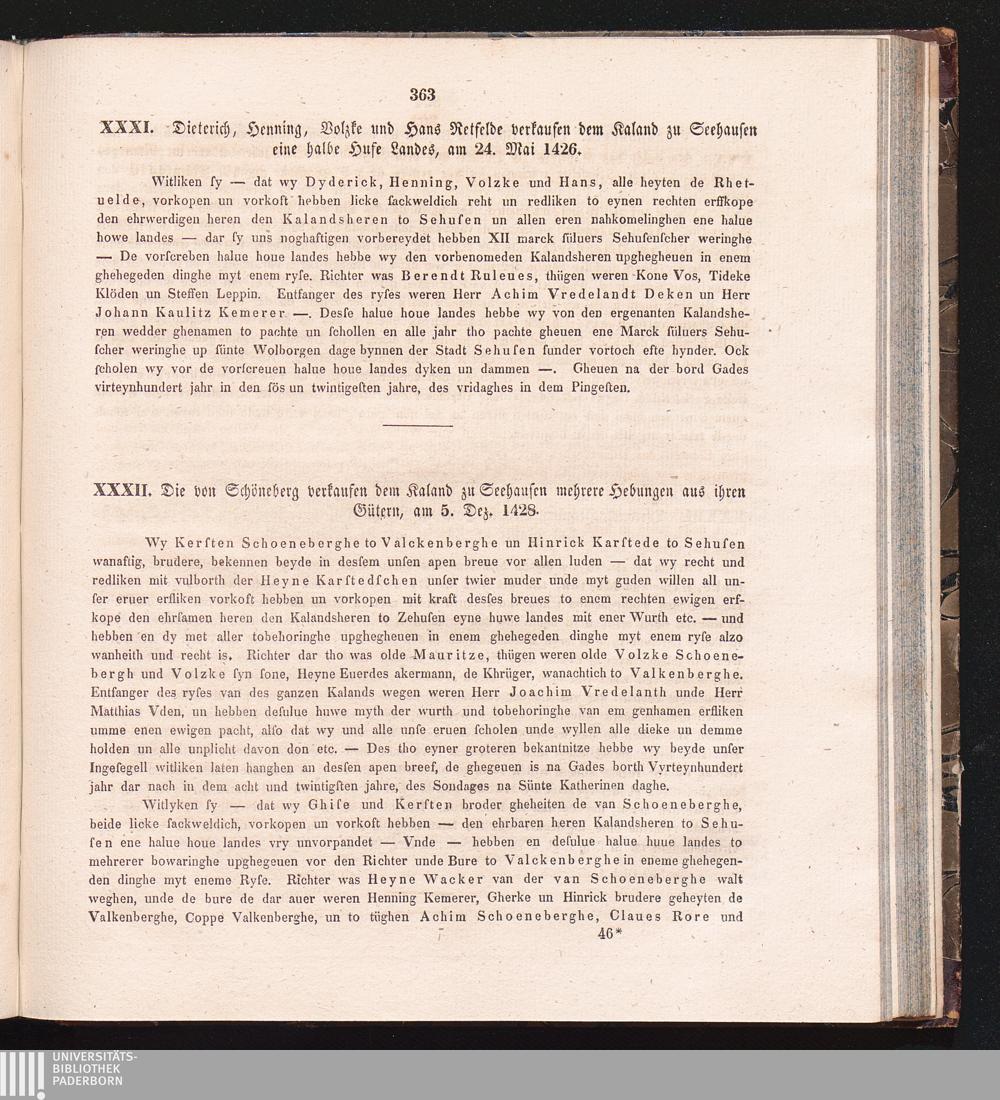 363
XXXI. Dieterich, Henning, Volzke und Hans Retfelde verkaufen dem Kaland zu Seehausen
eine halbe Hufe Landes, am 24. Mai 1426.
Witliken ſy — dat wy Dyderick, Henning, Volzke und Hans, alle heyten de Rhet-
uelde, vorkopen un vorkoft hebben licke ſackweldich reht un redliken to eynen rechten erffkope
den ehrwerdigen heren den Kalandsheren to Sehuſen un allen eren nahkomelinghen ene halue
howe landes — dar ſy uns noghaftigen vorbereydet hebben XII marck ſüluers Sehuſenſcher weringhe
— De vorſcreben halue houe landes hebbe wy den vorbenomeden Kalandsheren upghegheuen in enem
ghehegeden dinghe myt enem ryſe. Richter was Berendt Ruleues, thügen weren Kone Vos, Tideke
Klöden un Steffen Leppin. Entfanger des ryſes weren Herr Achim Vredelandt Deken un Herr
Johann Kaulitz Kemerer —. Desſe halue houe landes hebbe wy von den ergenanten Kalandshe-
ren wedder ghenamen to pachte un ſchollen en alle jahr tho pachte gheuen ene Marck ſüluers Sehu-
ſcher weringhe up ſünte Wolborgen dage bynnen der Stadt Sehuſen ſunder vortoch efte hynder. Ock
ſcholen wy vor de vorſcreuen halue houe landes dyken un dammen —. Gheuen na der bord Gades
virteynhundert jahr in den ſös un twintigeſten jahre, des vridaghes in dem Pingeſten.
XXXII. Die von Schöneberg verkaufen dem Kaland zu Seehausen mehrere Hebungen aus ihren
Gütern, am 5. Dez. 1428.
Wy Kerſten Schoeneberghe to Valckenberghe un Hinrick Karſtede to Sehuſen
wanaftig, brudere, bekennen beyde in desſem unſen apen breue vor allen luden — dat wy recht und
redliken mit vulborth der Heyne Karſtedſchen unſer twier muder unde myt guden willen all un-
ſer eruer erſliken vorkoft hebben un vorkopen mit kraft desſes breues to enem rechten ewigen erf-
kope den ehrſamen heren den Kalandsheren to Zehuſen eyne huwe landes mit ener Wurth etc. — und
hebben en dy met aller tobehoringhe upghegheuen in enem ghehegeden dinghe myt enem ryſe alzo
wanheith und recht is. Richter dar tho was olde Mauritze, thügen weren olde Volzke Schoene-
bergh und Volzke ſyn ſone, Heyne Euerdes akermann, de Khrüger, wanachtich to Valkenberghe.
Entfanger des ryſes van des ganzen Kalands wegen weren Herr Joachim Vredelanth unde Herr
Matthias Vden, un hebben deſulue huwe myth der wurth und tobehoringhe van em genhamen erſliken
umme enen ewigen pacht, alſo dat wy und alle unſe eruen ſcholen unde wyllen alle dieke un demme
holden un alle unplicht davon don etc. — Des tho eyner groteren bekantnitze hebbe wy beyde unſer
Ingeſegell witliken laten hanghen an desſen apen breef, de ghegeuen is na Gades borth Vyrteynhundert
jahr dar nach in dem acht und twintigſten jahre, des Sondages na Sünte Katherinen daghe.
Witlyken ſy — dat wy Ghiſe und Kerſten broder gheheiten de van Schoeneberghe,
beide licke ſackweldich, vorkopen un vorkoft hebben — den ehrbaren heren Kalandsheren to Sehu-
ſen ene halue houe landes vry unvorpandet — Vnde — hebben en deſulue halue huue landes to
mehrerer bowaringhe upghegeuen vor den Richter unde Bure to Valckenberghe in eneme ghehegen-
den dinghe myt eneme Ryſe. Richter was Heyne Wacker van der van Schoeneberghe walt
weghen, unde de bure de dar auer weren Henning Kemerer, Gherke un Hinrick brudere geheyten de
Valkenberghe, Coppe Valkenberghe, un to tüghen Achim Schoeneberghe, Claues Rore und
46*
UNIVERSITÄTS-
BIBLIOTHEK
PADERBORN